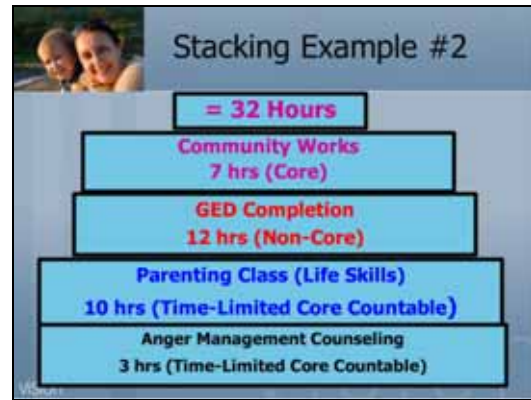 Stacking Example #2
= 32 Hours
Community Works
7 hrs (Core)
GED Completion
12 hrs (Non-Core)
Parenting Class (Life Skills)
10 hrs (Time-Limited Core Countable)
Anger Management Counseling
3 hrs (Time-Limited Core Countable)